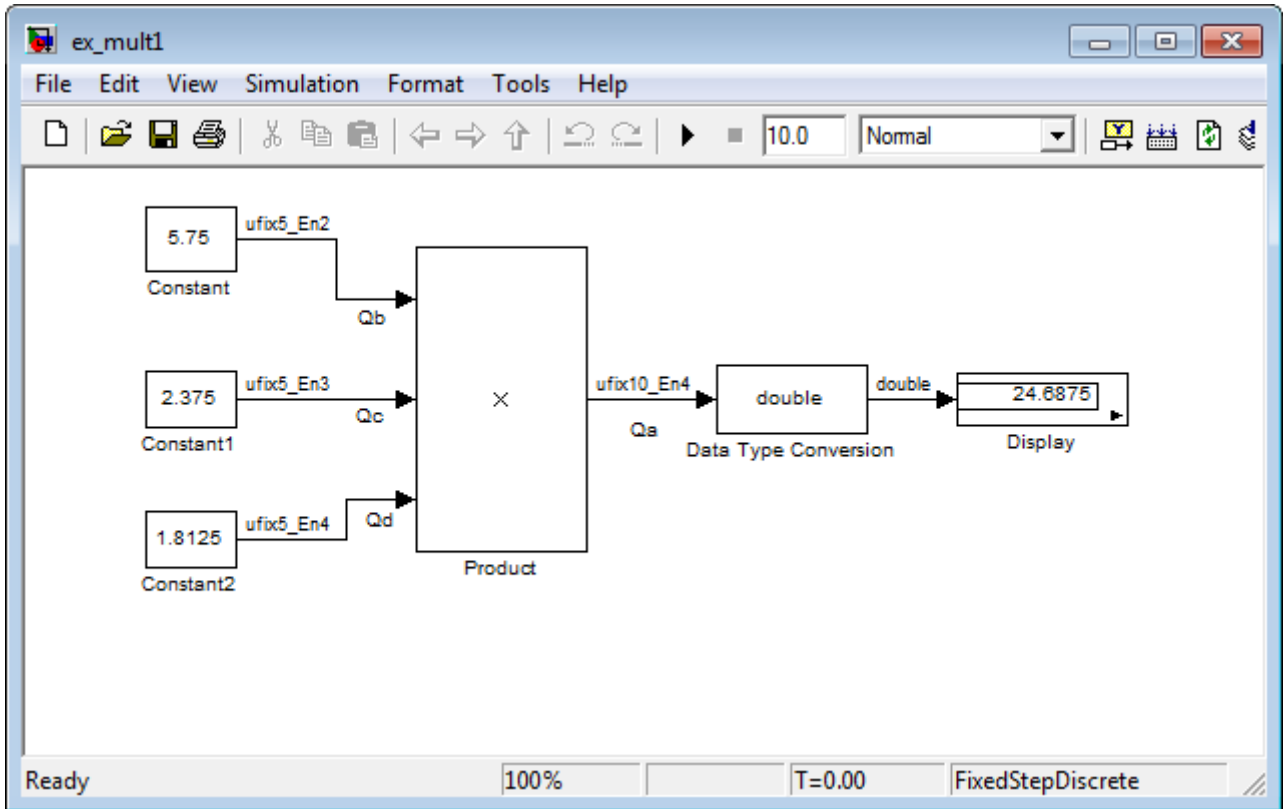 ex_mult1
File Edit View Simulation Format Tools Help
10.0 Normal
5.75
ufix5_En2
Constant
Qb
2.375
ufix5_En3
Qc
Constant1
1.8125
ufix5_En4
Qd
Constant2
Product
ufix10_En4
Qa
double
Data Type Conversion
double
24.6875
Display
Ready 100% T=0.00 FixedStepDiscrete